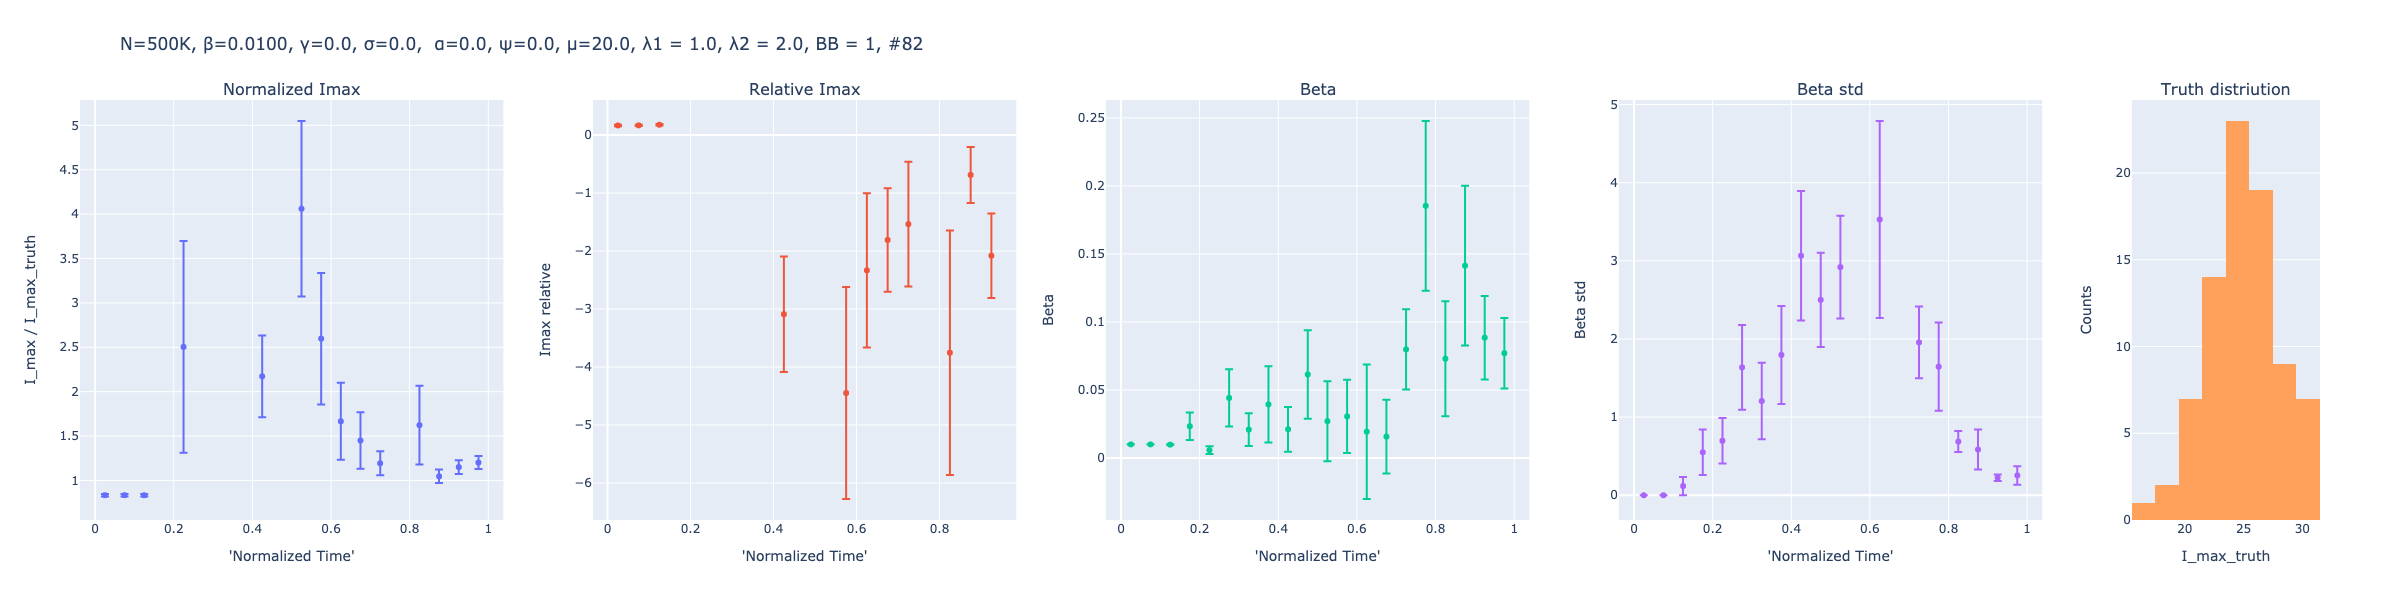 N=500K, β=0.0100, γ=0.0, σ=0.0,  α=0.0, ψ=0.0, μ=20.0, λ1 = 1.0, λ2 = 2.0, BB = 1, #82
Normalized Imax
I_max / I_max_truth
5
4.5
4
3.5
3
2.5
2
1.5
1
0 0.2 0.4 0.6 0.8 1
'Normalized Time'
Relative Imax
Imax relative
0
−1
−2
−3
−4
−5
−6
0 0.2 0.4 0.6 0.8
'Normalized Time'
Beta
Beta
0.25
0.2
0.15
0.1
0.05
0
0 0.2 0.4 0.6 0.8 1
'Normalized Time'
Beta std
Beta std
5
4
3
2
1
0
0 0.2 0.4 0.6 0.8 1
'Normalized Time'
Truth distriution
Counts
20
15
10
5
0
20 25 30
I_max_truth